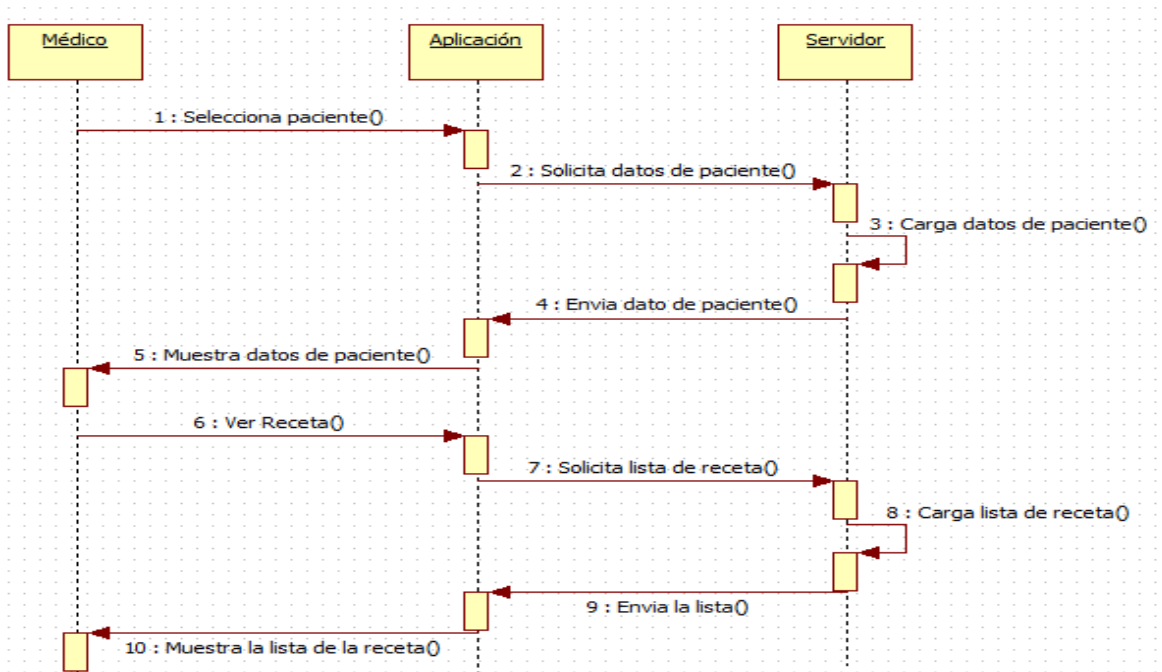 Médico
Aplicación
Servidor
1 : Selecciona paciente()
2 : Solicita datos de paciente()
3 : Carga datos de paciente()
4 : Envia dato de paciente()
5 : Muestra datos de paciente()
6 : Ver Receta()
7 : Solicita lista de receta()
8 : Carga lista de receta()
9 : Envia la lista()
10 : Muestra la lista de la receta()